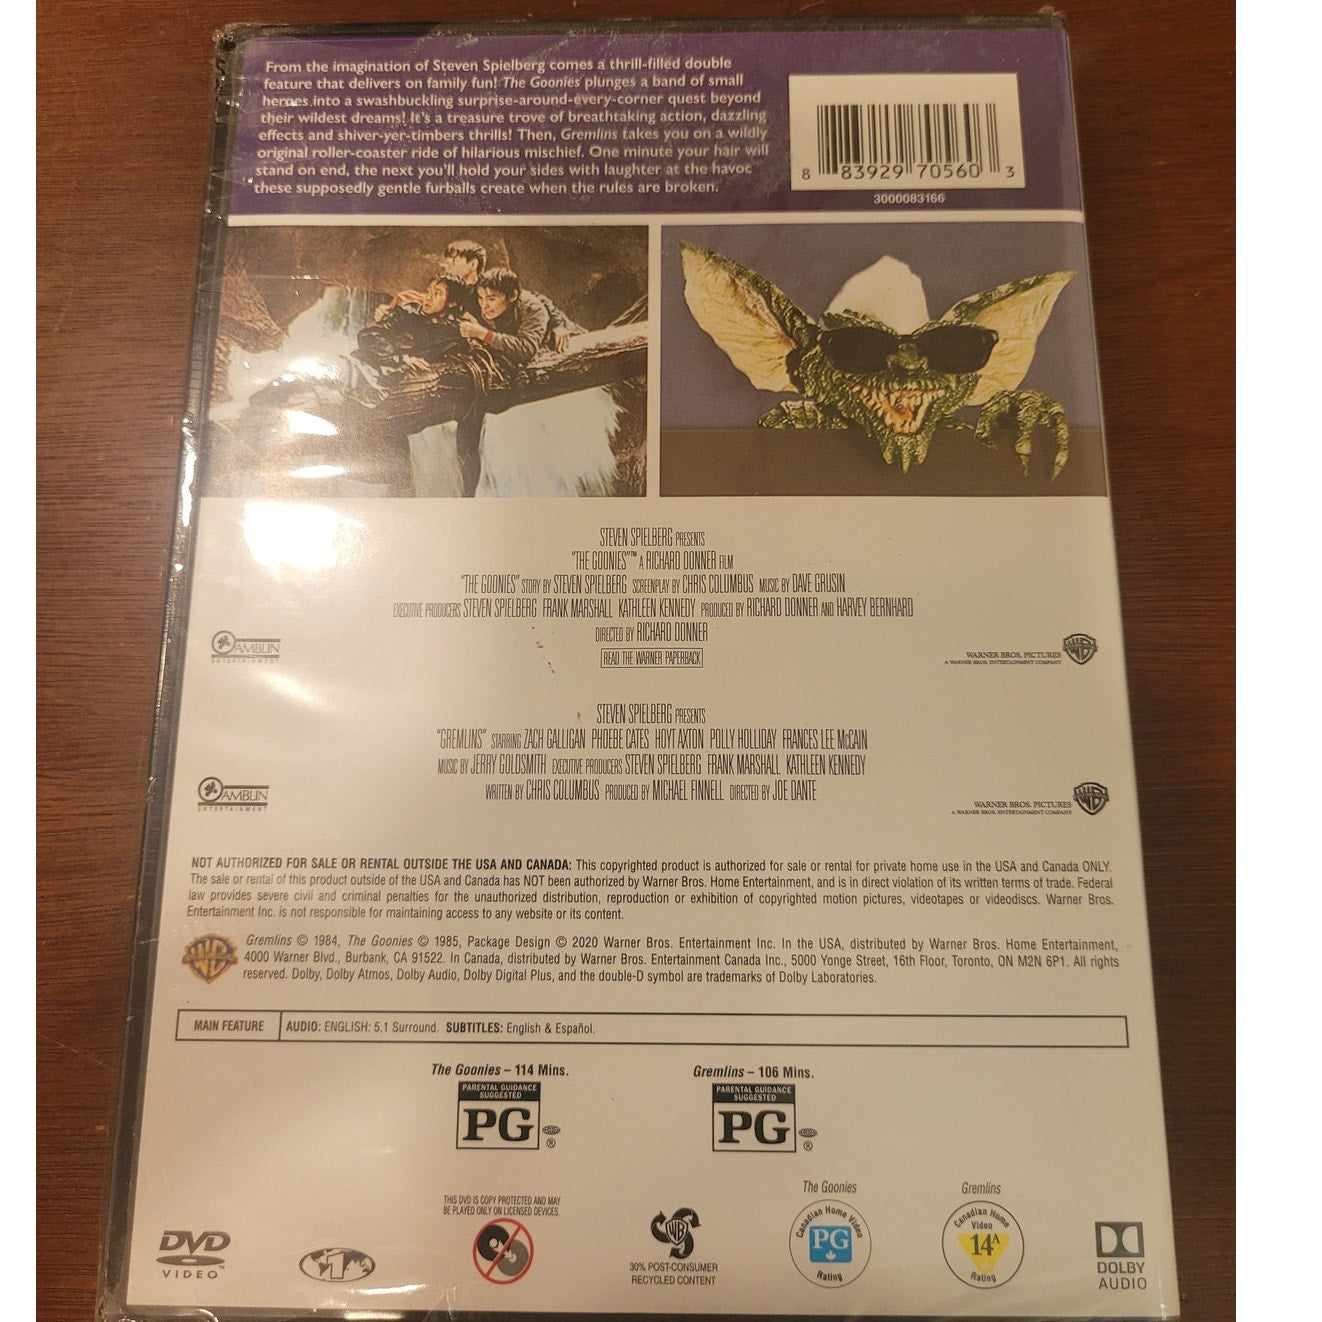 From the imagination of Steven Spielberg comes a thrill-filled double
feature that delivers on family fun! The Goonies plunges a band of small
heroes into a swashbuckling surprise-around-every-corner quest beyond
their wildest dreams! It's a treasure trove of breathtaking action, dazzling
effects and shiver-yer-timbers thrills! Then, Gremlins takes you on a wildly
original roller-coaster ride of hilarious mischief. One minute your hair will
stand on end, the next you'll hold your sides with laughter at the havoc
these supposedly gentle furballs create when the rules are broken.
8 83929 70560 3
3000083166
STEVEN SPIELBERG PRESENTS
"THE GOONIES"™ A RICHARD DONNER FILM
"THE GOONIES" STORY BY STEVEN SPIELBERG SCREENPLAY BY CHRIS COLUMBUS MUSIC BY DAVE GRUSIN
EXECUTIVE PRODUCERS STEVEN SPIELBERG FRANK MARSHALL KATHLEEN KENNEDY PRODUCED BY RICHARD DONNER AND HARVEY BERNHARD
DIRECTED BY RICHARD DONNER
READ THE WARNER PAPERBACK
AMBLIN
ENTERTAINMENT
WARNER BROS. PICTURES
A WARNER BROS. ENTERTAINMENT COMPANY
WB
STEVEN SPIELBERG PRESENTS
"GREMLINS" STARRING ZACH GALLIGAN PHOEBE CATES HOYT AXTON POLLY HOLLIDAY FRANCES LEE McCAIN
MUSIC BY JERRY GOLDSMITH EXECUTIVE PRODUCERS STEVEN SPIELBERG FRANK MARSHALL KATHLEEN KENNEDY
WRITTEN BY CHRIS COLUMBUS PRODUCED BY MICHAEL FINNELL DIRECTED BY JOE DANTE
AMBLIN
ENTERTAINMENT
WARNER BROS. PICTURES
A WARNER BROS. ENTERTAINMENT COMPANY
WB
NOT AUTHORIZED FOR SALE OR RENTAL OUTSIDE THE USA AND CANADA: This copyrighted product is authorized for sale or rental for private home use in the USA and Canada ONLY.
The sale or rental of this product outside of the USA and Canada has NOT been authorized by Warner Bros. Home Entertainment, and is in direct violation of its written terms of trade. Federal
law provides severe civil and criminal penalties for the unauthorized distribution, reproduction or exhibition of copyrighted motion pictures, videotapes or videodiscs. Warner Bros.
Entertainment Inc. is not responsible for maintaining access to any website or its content.
WB
Gremlins © 1984, The Goonies © 1985, Package Design © 2020 Warner Bros. Entertainment Inc. In the USA, distributed by Warner Bros. Home Entertainment,
4000 Warner Blvd., Burbank, CA 91522. In Canada, distributed by Warner Bros. Entertainment Canada Inc., 5000 Yonge Street, 16th Floor, Toronto, ON M2N 6P1. All rights
reserved. Dolby, Dolby Atmos, Dolby Audio, Dolby Digital Plus, and the double-D symbol are trademarks of Dolby Laboratories.
MAIN FEATURE AUDIO: ENGLISH: 5.1 Surround. SUBTITLES: English & Español.
The Goonies – 114 Mins.
PARENTAL GUIDANCE
SUGGESTED
PG
®
Gremlins – 106 Mins.
PARENTAL GUIDANCE
SUGGESTED
PG
®
DVD
VIDEO™
1
THIS DVD IS COPY PROTECTED AND MAY
BE PLAYED ONLY ON LICENSED DEVICES.
WB
30% POST-CONSUMER
RECYCLED CONTENT
The Goonies
Canadian Home Video
PG
Rating
Gremlins
Canadian Home
Video
14A
Rating
DOLBY
AUDIO